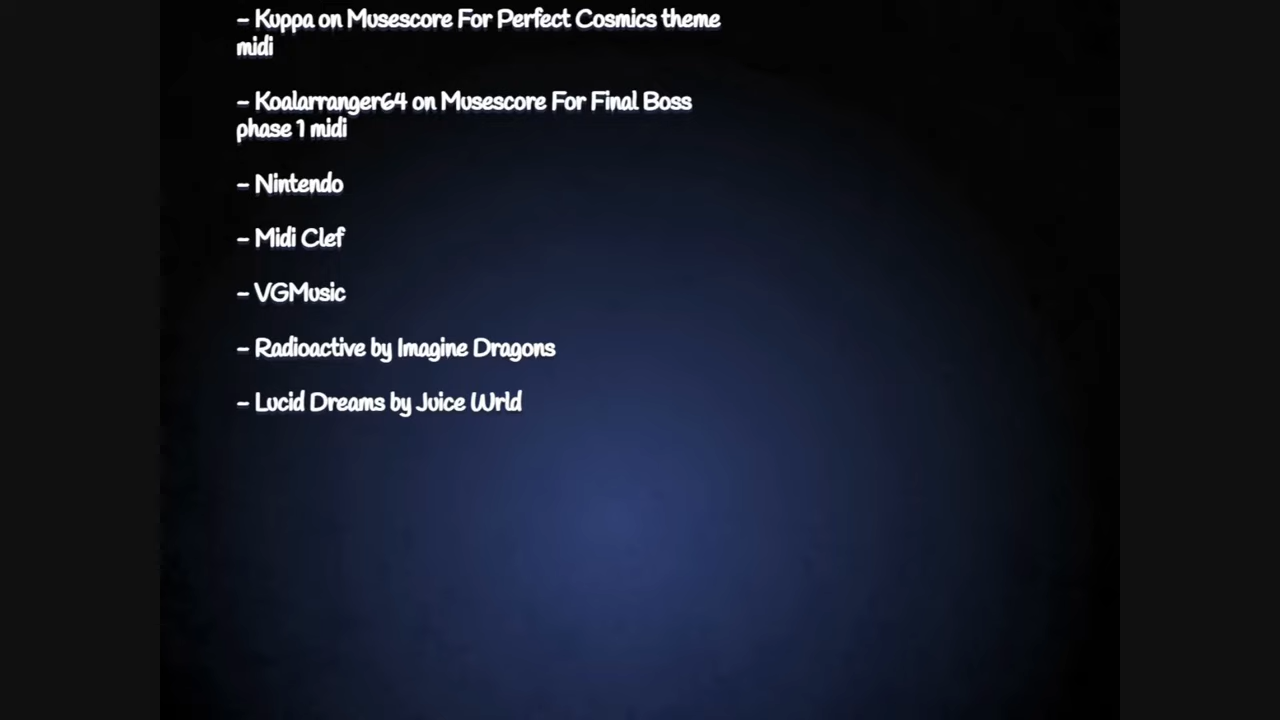 - Kuppa on Musescore For Perfect Cosmics theme
midi
- Koalarranger64 on Musescore For Final Boss
phase 1 midi
- Nintendo
- Midi Clef
- VGMusic
- Radioactive by Imagine Dragons
- Lucid Dreams by Juice Wrld